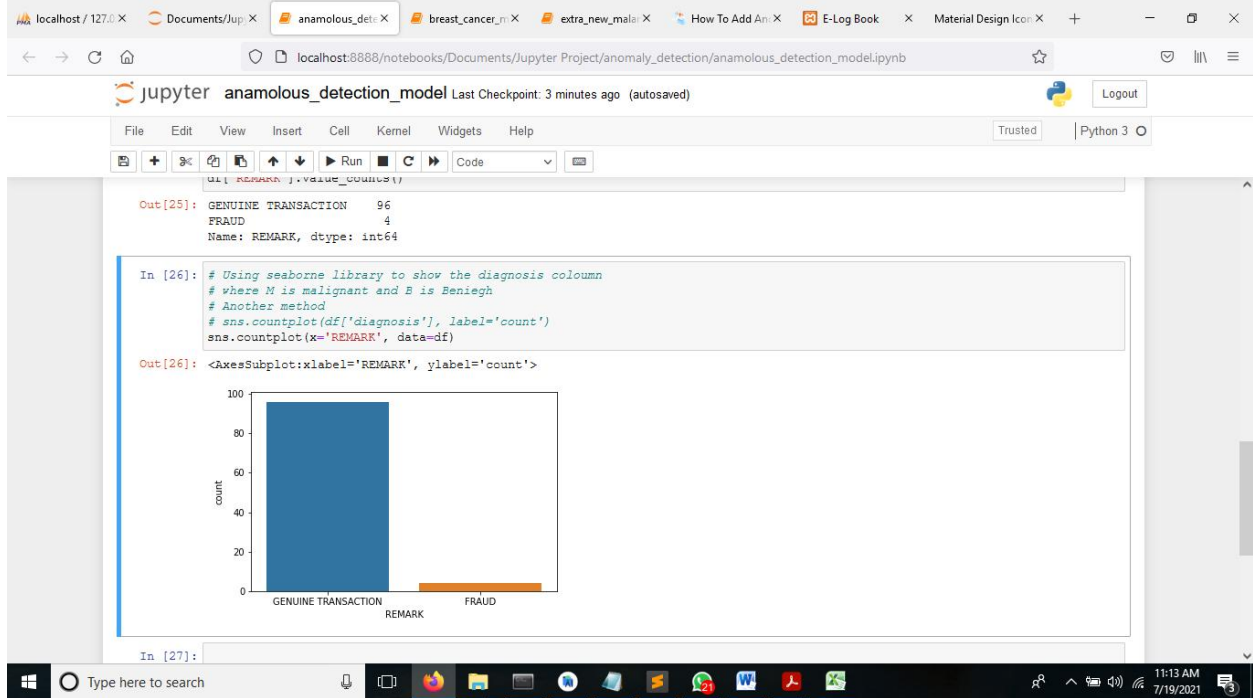 localhost / 127.0
Documents/Jup
anamolous_dete
breast_cancer_m
extra_new_malar
How To Add An
E-Log Book
Material Design Icon
localhost:8888/notebooks/Documents/Jupyter Project/anomaly_detection/anamolous_detection_model.ipynb
jupyter anamolous_detection_model Last Checkpoint: 3 minutes ago (autosaved)
Logout
File Edit View Insert Cell Kernel Widgets Help
Trusted Python 3
Run Code
df['REMARK'].value_counts()
Out[25]: GENUINE TRANSACTION 96
FRAUD 4
Name: REMARK, dtype: int64
In [26]: # Using seaborne library to show the diagnosis coloumn
# where M is malignant and B is Beniegh
# Another method
# sns.countplot(df['diagnosis'], label='count')
sns.countplot(x='REMARK', data=df)
Out[26]: <AxesSubplot:xlabel='REMARK', ylabel='count'>
100
80
60
40
20
0
count
GENUINE TRANSACTION FRAUD
REMARK
In [27]:
Type here to search
21
11:13 AM
7/19/2021
3